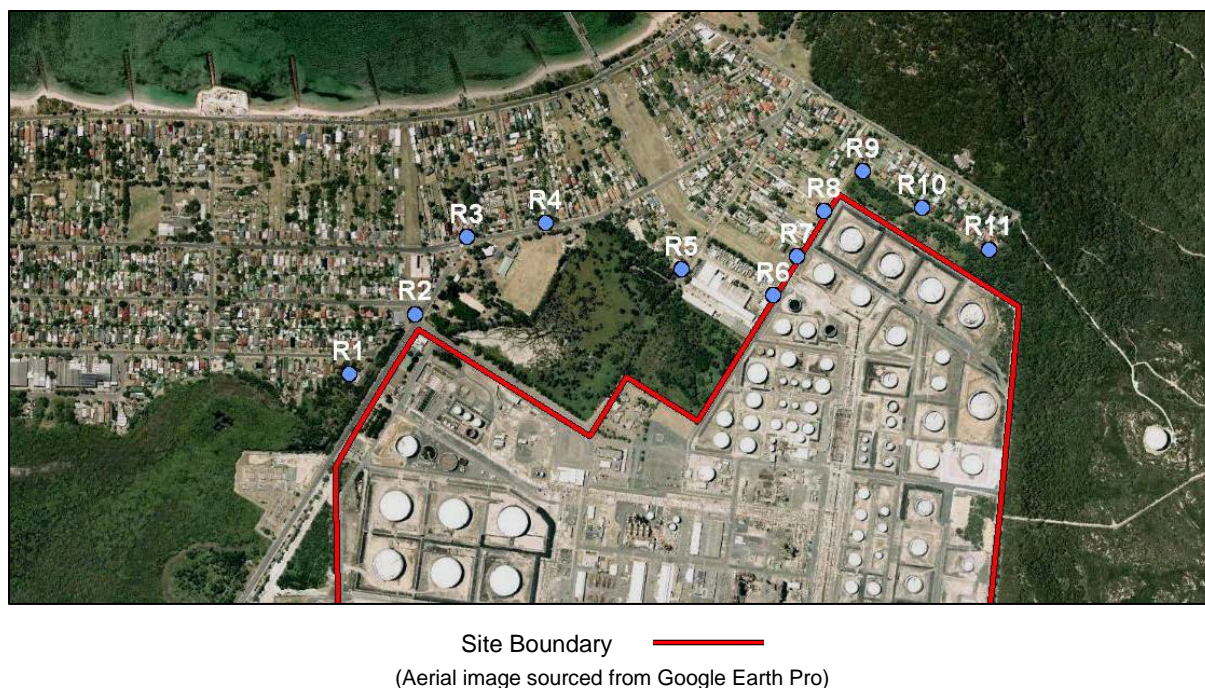 R9
R10
R8
R4
R3
R11
R7
R5
R6
R2
R1
Site Boundary
(Aerial image sourced from Google Earth Pro)